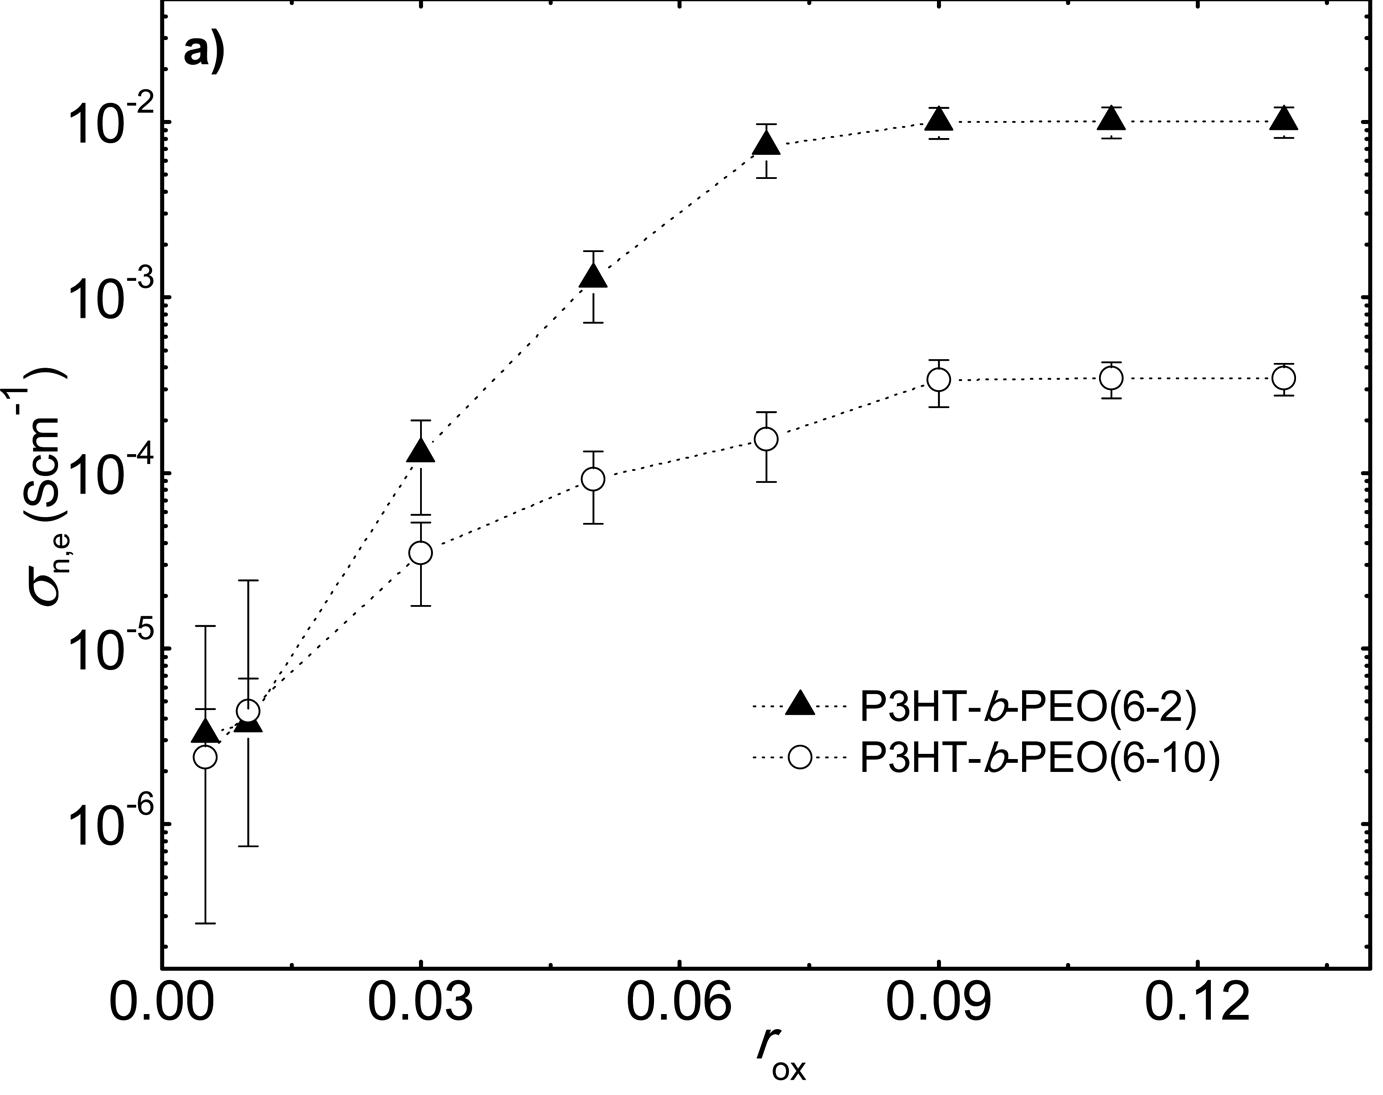 a)
10^-2
10^-3
10^-4
10^-5
10^-6
σn,e (Scm^-1)
P3HT-b-PEO(6-2)
P3HT-b-PEO(6-10)
0.00 0.03 0.06 0.09 0.12
rox